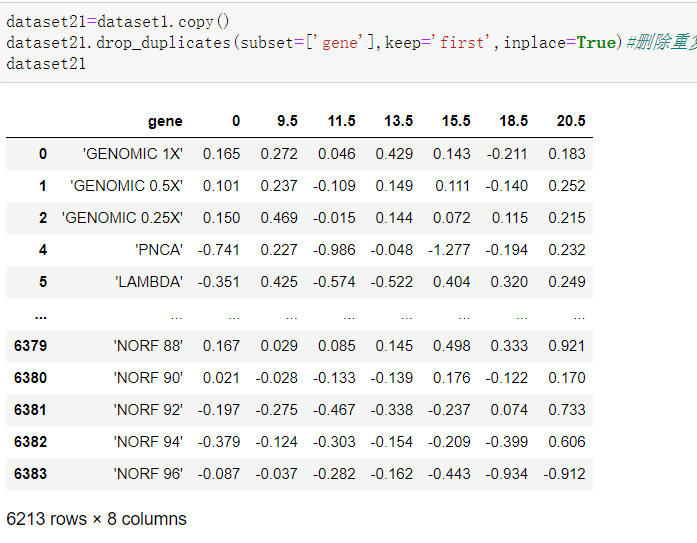 dataset21=dataset1.copy()
dataset21.drop_duplicates(subset=['gene'],keep='first',inplace=True)#删除重复
dataset21
gene 0 9.5 11.5 13.5 15.5 18.5 20.5
0 'GENOMIC 1X' 0.165 0.272 0.046 0.429 0.143 -0.211 0.183
1 'GENOMIC 0.5X' 0.101 0.237 -0.109 0.149 0.111 -0.140 0.252
2 'GENOMIC 0.25X' 0.150 0.469 -0.015 0.144 0.072 0.115 0.215
4 'PNCA' -0.741 0.227 -0.986 -0.048 -1.277 -0.194 0.232
5 'LAMBDA' -0.351 0.425 -0.574 -0.522 0.404 0.320 0.249
... ... ... ... ... ... ... ... ...
6379 'NORF 88' 0.167 0.029 0.085 0.145 0.498 0.333 0.921
6380 'NORF 90' 0.021 -0.028 -0.133 -0.139 0.176 -0.122 0.170
6381 'NORF 92' -0.197 -0.275 -0.467 -0.338 -0.237 0.074 0.733
6382 'NORF 94' -0.379 -0.124 -0.303 -0.154 -0.209 -0.399 0.606
6383 'NORF 96' -0.087 -0.037 -0.282 -0.162 -0.443 -0.934 -0.912
6213 rows × 8 columns